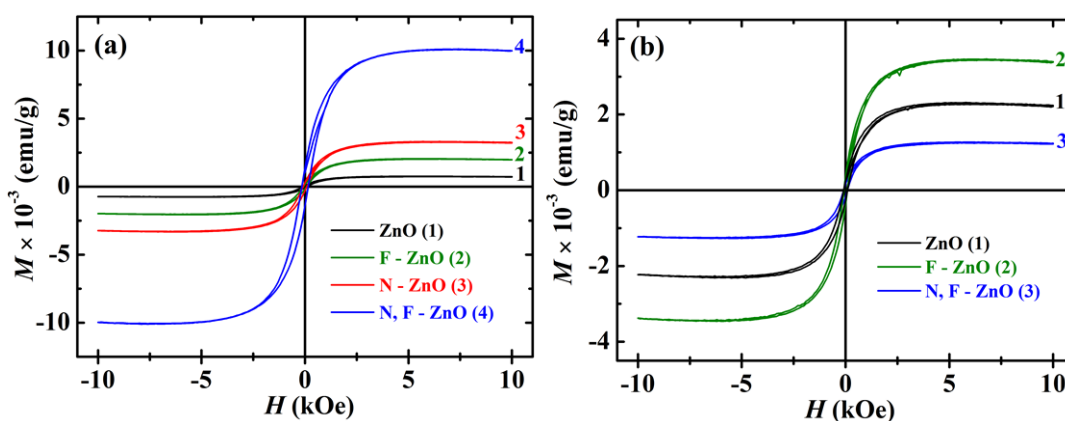 (a)
M × 10⁻³ (emu/g)
10
5
0
-5
-10
4
3
2
1
ZnO (1)
F - ZnO (2)
N - ZnO (3)
N, F - ZnO (4)
-10 -5 0 5 10
H (kOe)
(b)
M × 10⁻³ (emu/g)
4
2
0
-2
-4
2
1
3
ZnO (1)
F - ZnO (2)
N, F - ZnO (3)
-10 -5 0 5 10
H (kOe)